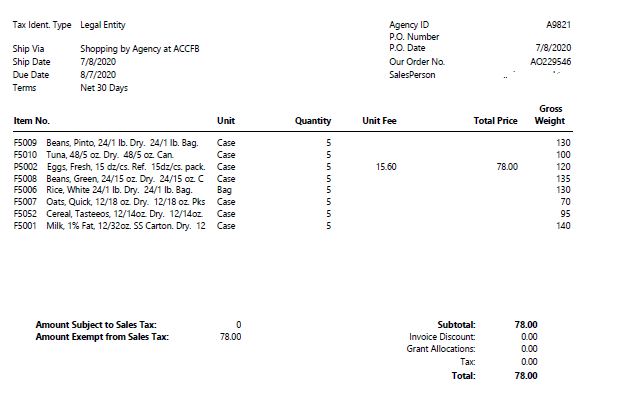 Tax Ident. Type Legal Entity Agency ID A9821
P.O. Number
Ship Via Shopping by Agency at ACCFB P.O. Date 7/8/2020
Ship Date 7/8/2020 Our Order No. AO229546
Due Date 8/7/2020 SalesPerson
Terms Net 30 Days
Gross
Item No. Unit Quantity Unit Fee Total Price Weight
F5009 Beans, Pinto, 24/1 lb. Dry. 24/1 lb. Bag. Case 5 130
F5010 Tuna, 48/5 oz. Dry. 48/5 oz. Can. Case 5 100
P5002 Eggs, Fresh, 15 dz/cs. Ref. 15dz/cs. pack. Case 5 15.60 78.00 120
F5008 Beans, Green, 24/15 oz. Dry. 24/15 oz. C Case 5 135
F5006 Rice, White 24/1 lb. Dry. 24/1 lb. Bag. Bag 5 130
F5007 Oats, Quick, 12/18 oz. Dry. 12/18 oz. Pks Case 5 70
F5052 Cereal, Tasteeos, 12/14oz. Dry. 12/14oz. Case 5 95
F5001 Milk, 1% Fat, 12/32oz. SS Carton. Dry. 12 Case 5 140
Amount Subject to Sales Tax: 0 Subtotal: 78.00
Amount Exempt from Sales Tax: 78.00 Invoice Discount: 0.00
Grant Allocations: 0.00
Tax: 0.00
Total: 78.00